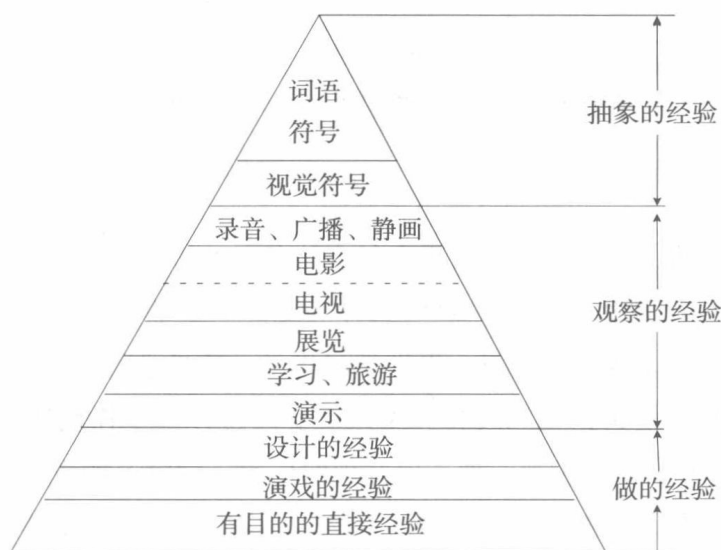 词语
符号
抽象的经验
视觉符号
录音、广播、静画
电影
电视
观察的经验
展览
学习、旅游
演示
设计的经验
演戏的经验
做的经验
有目的的直接经验